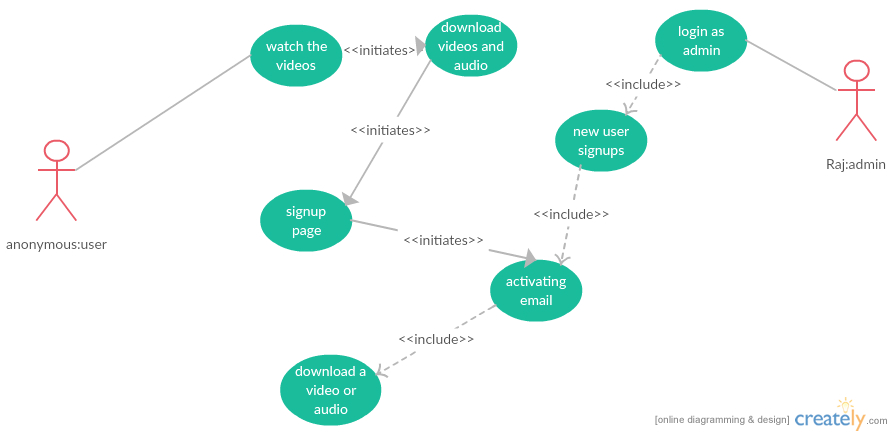 watch the
videos
<<initiates>
download
videos and
audio
login as
admin
<<include>>
<<initiates>>
new user
signups
Raj:admin
signup
page
<<include>>
anonymous:user
<<initiates>>
activating
email
<<include>>
download a
video or
audio
[online diagramming & design] creately.com